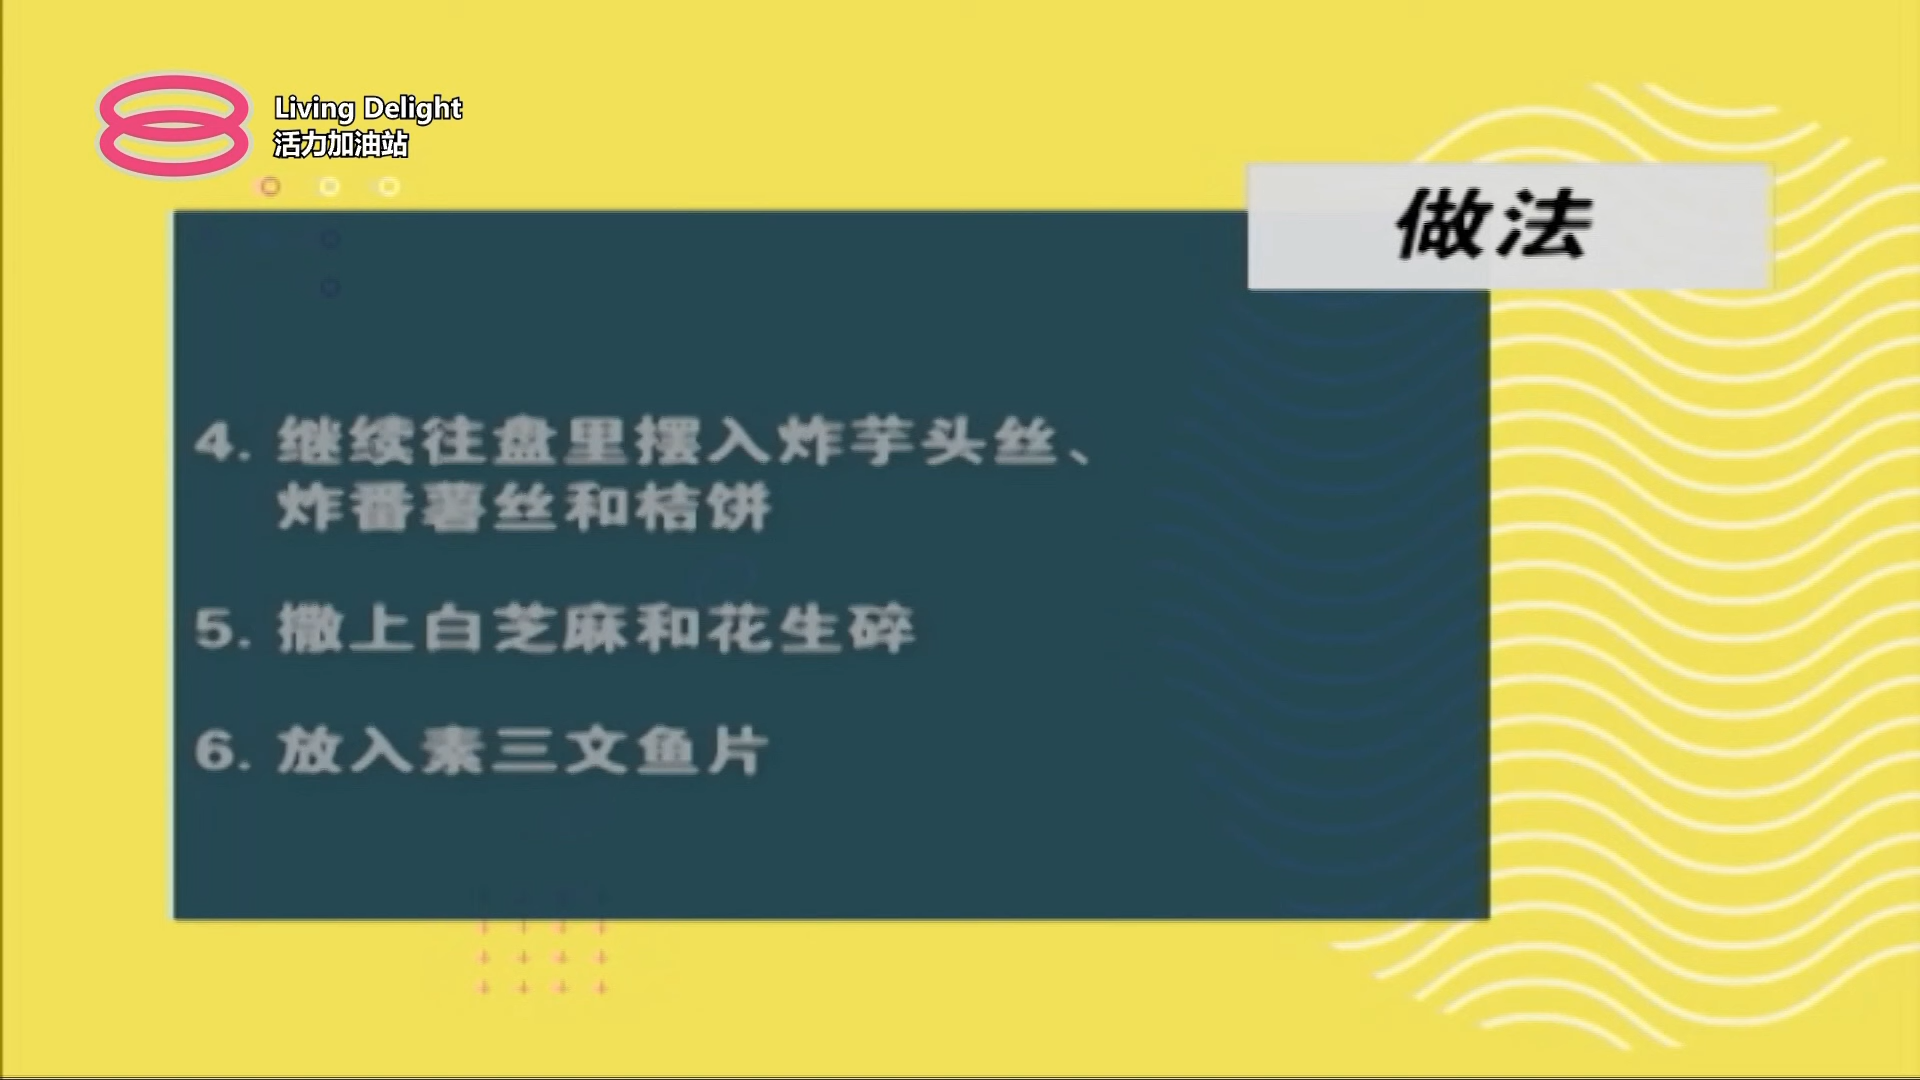 Living Delight
活力加油站
做法
4. 继续往盘里摆入炸芋头丝、
炸番薯丝和桔饼
5. 撒上白芝麻和花生碎
6. 放入素三文鱼片